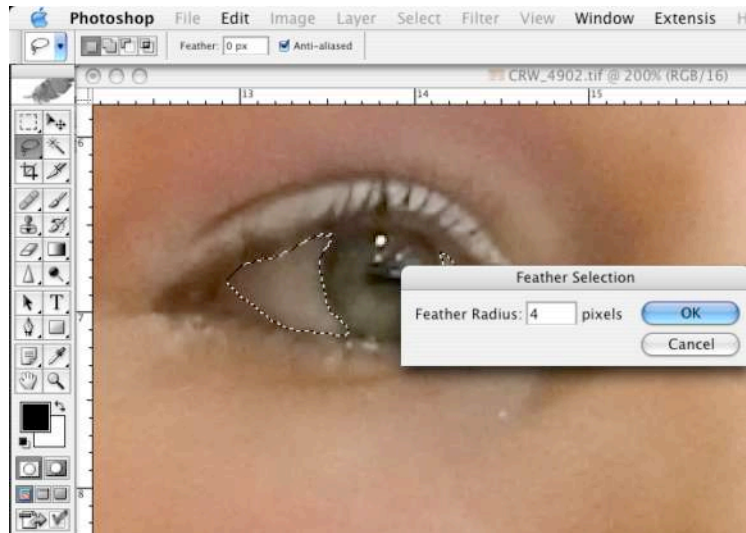 Photoshop File Edit Image Layer Select Filter View Window Extensis H
Feather: 0 px Anti-aliased
CRW_4902.tif @ 200% (RGB/16)
13 14 15
6
7
8
T
Feather Selection
Feather Radius: 4 pixels
OK
Cancel